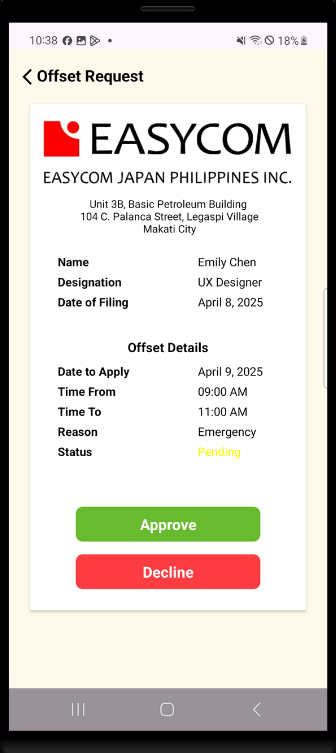 10:38
18%
Offset Request
EASYCOM
EASYCOM JAPAN PHILIPPINES INC.
Unit 3B, Basic Petroleum Building
104 C. Palanca Street, Legaspi Village
Makati City
Name Emily Chen
Designation UX Designer
Date of Filing April 8, 2025
Offset Details
Date to Apply April 9, 2025
Time From 09:00 AM
Time To 11:00 AM
Reason Emergency
Status Pending
Approve
Decline